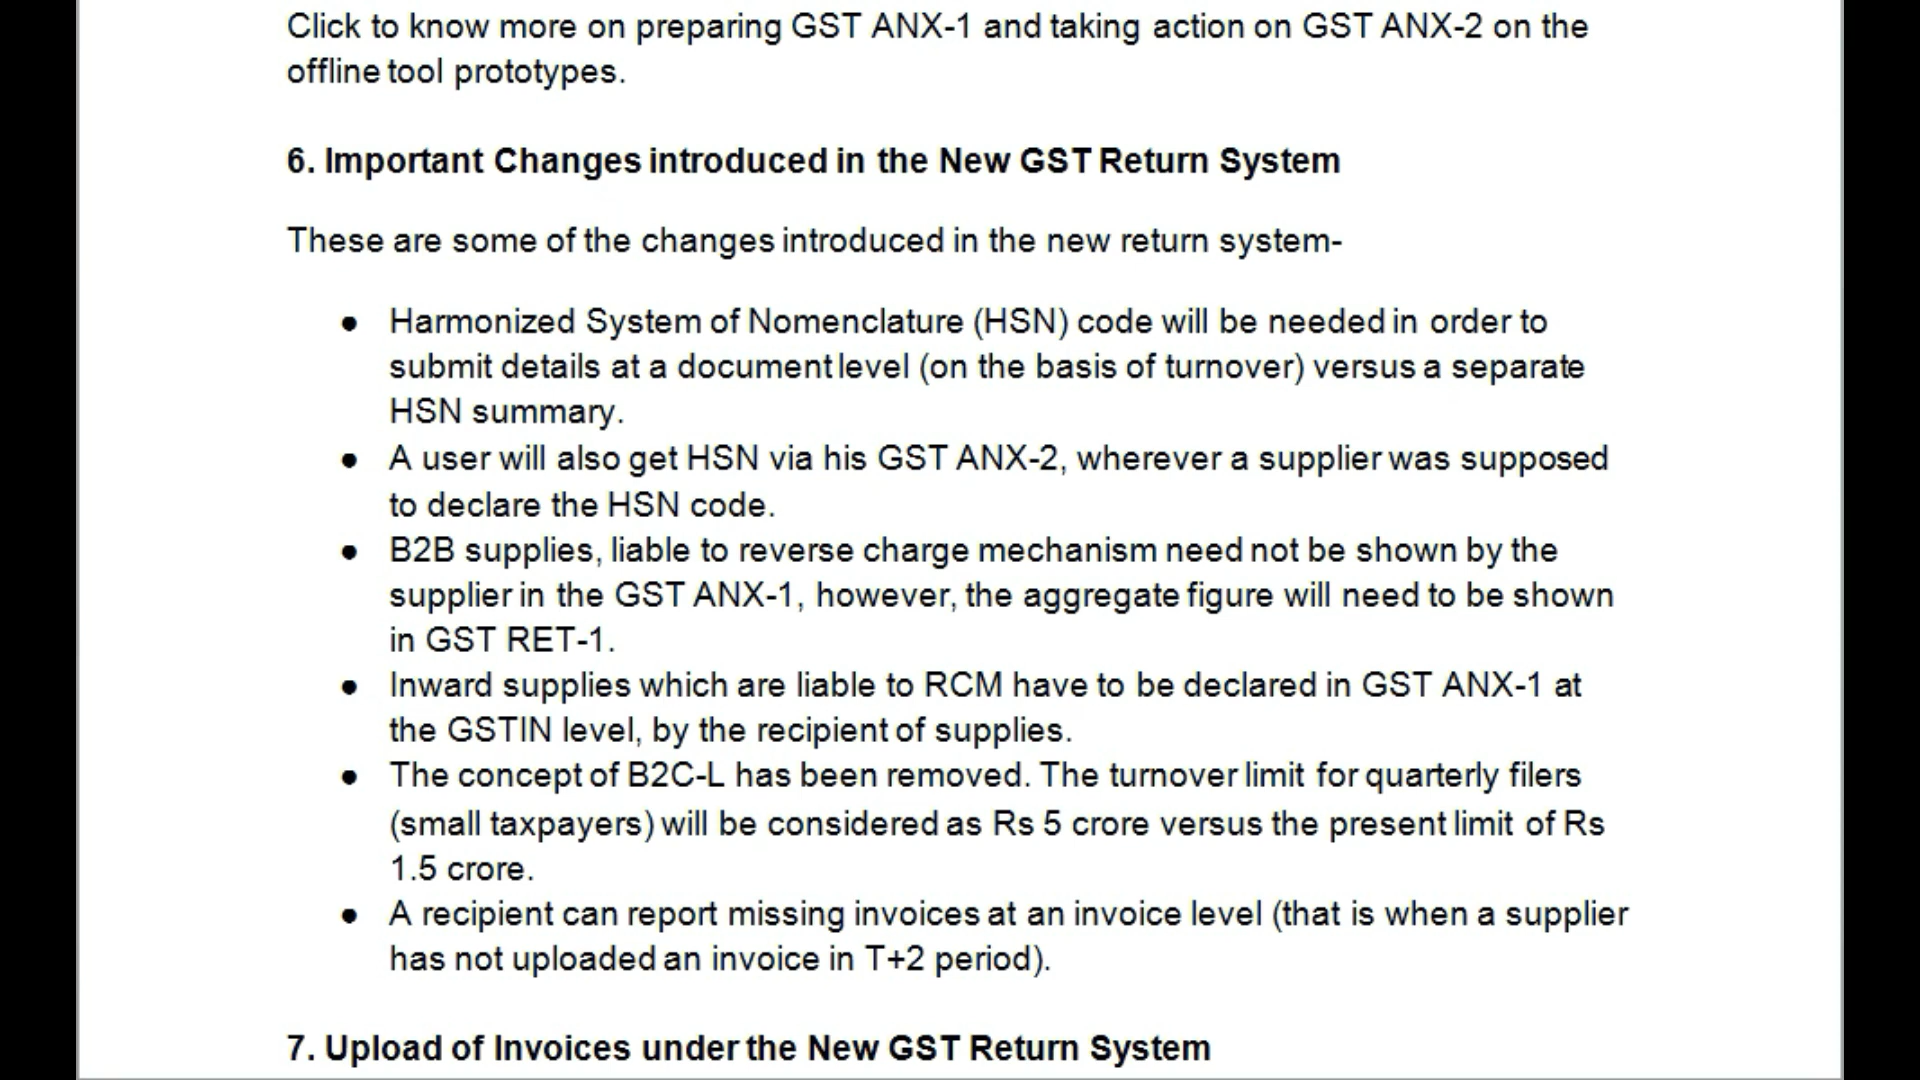 Click to know more on preparing GST ANX-1 and taking action on GST ANX-2 on the
offline tool prototypes.
6. Important Changes introduced in the New GST Return System
These are some of the changes introduced in the new return system-
● Harmonized System of Nomenclature (HSN) code will be needed in order to
submit details at a document level (on the basis of turnover) versus a separate
HSN summary.
● A user will also get HSN via his GST ANX-2, wherever a supplier was supposed
to declare the HSN code.
● B2B supplies, liable to reverse charge mechanism need not be shown by the
supplier in the GST ANX-1, however, the aggregate figure will need to be shown
in GST RET-1.
● Inward supplies which are liable to RCM have to be declared in GST ANX-1 at
the GSTIN level, by the recipient of supplies.
● The concept of B2C-L has been removed. The turnover limit for quarterly filers
(small taxpayers) will be considered as Rs 5 crore versus the present limit of Rs
1.5 crore.
● A recipient can report missing invoices at an invoice level (that is when a supplier
has not uploaded an invoice in T+2 period).
7. Upload of Invoices under the New GST Return System